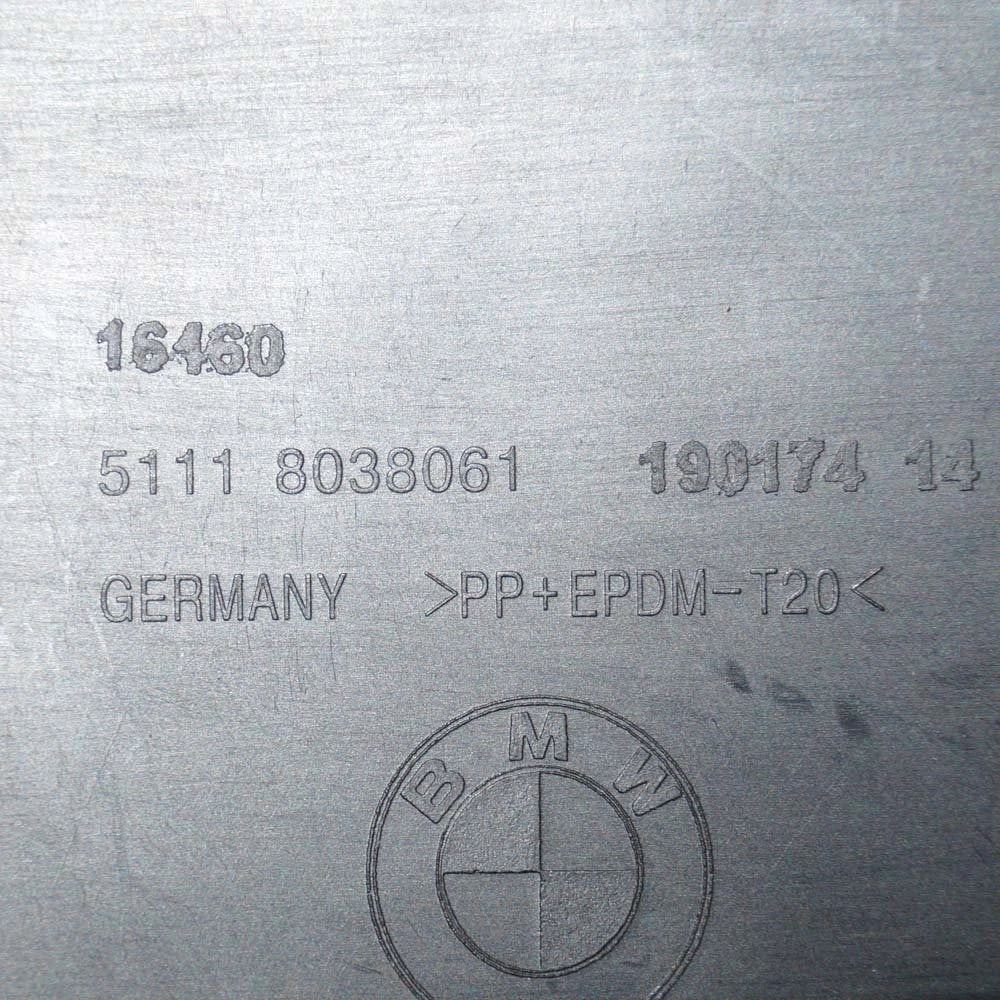 16460
5111 8038061 190174 14
GERMANY >PP+EPDM-T20<
BMW